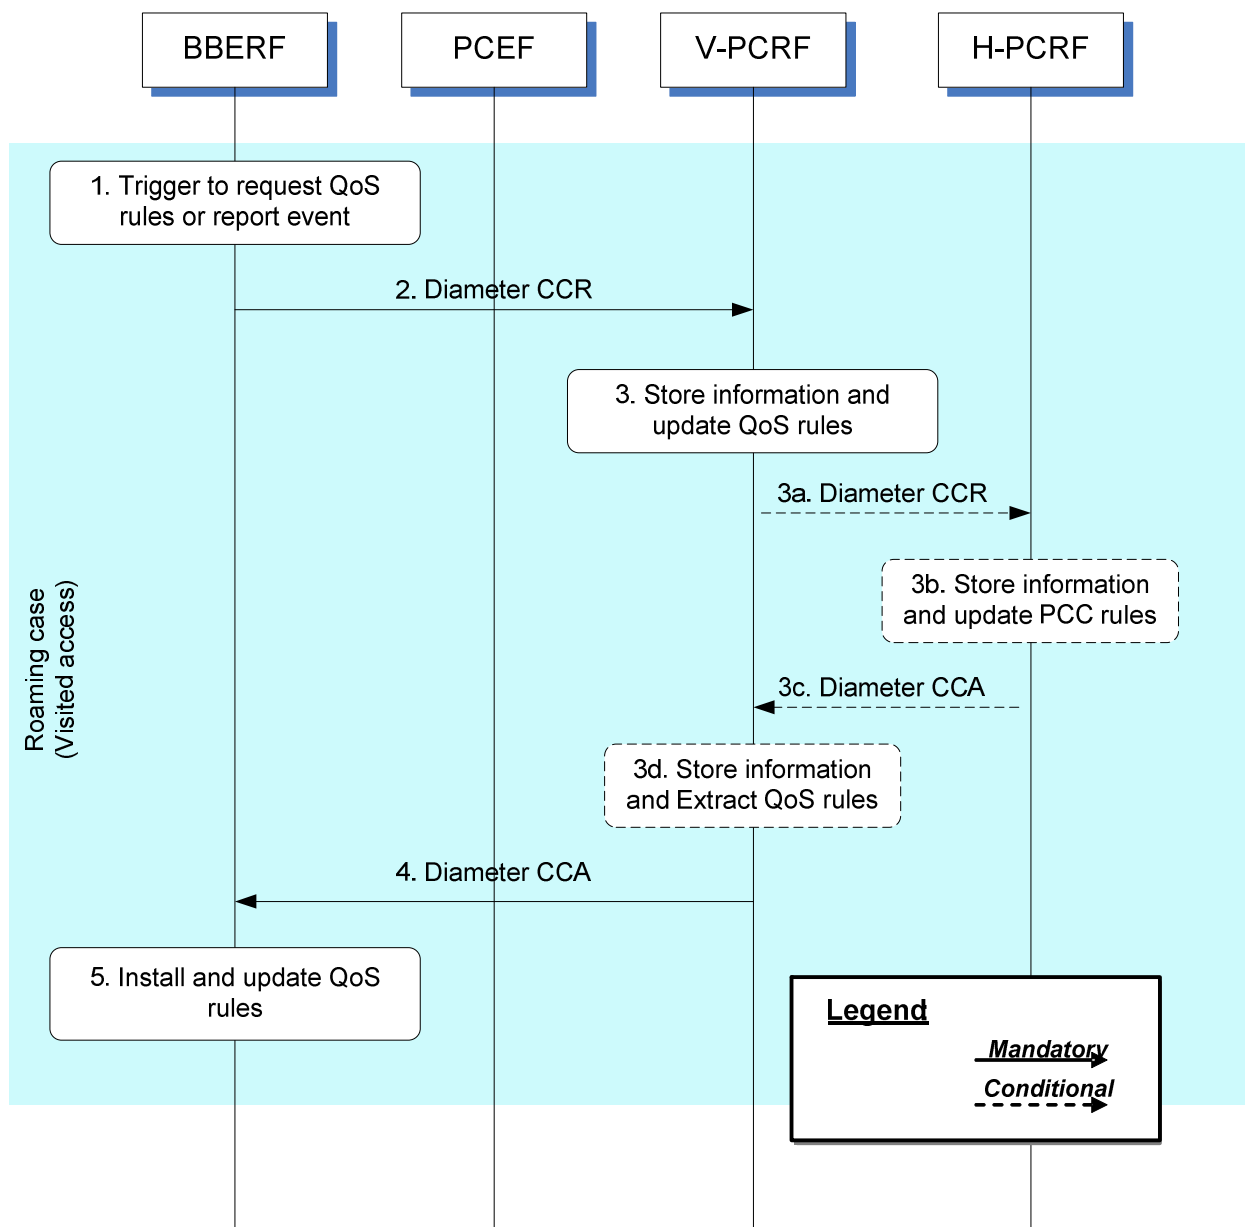 BBERF
PCEF
V-PCRF
H-PCRF
1. Trigger to request QoS
rules or report event
2. Diameter CCR
3. Store information and
update QoS rules
3a. Diameter CCR
3b. Store information
and update PCC rules
Roaming case
(Visited access)
3c. Diameter CCA
3d. Store information
and Extract QoS rules
4. Diameter CCA
5. Install and update QoS
rules
Legend
Mandatory
Conditional